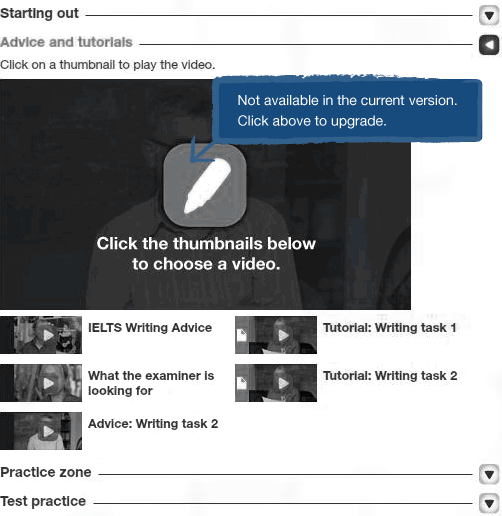 Starting out
Advice and tutorials
Click on a thumbnail to play the video.
Not available in the current version.
Click above to upgrade.
Click the thumbnails below
to choose a video.
IELTS Writing Advice
Tutorial: Writing task 1
What the examiner is
looking for
Tutorial: Writing task 2
Advice: Writing task 2
Practice zone
Test practice